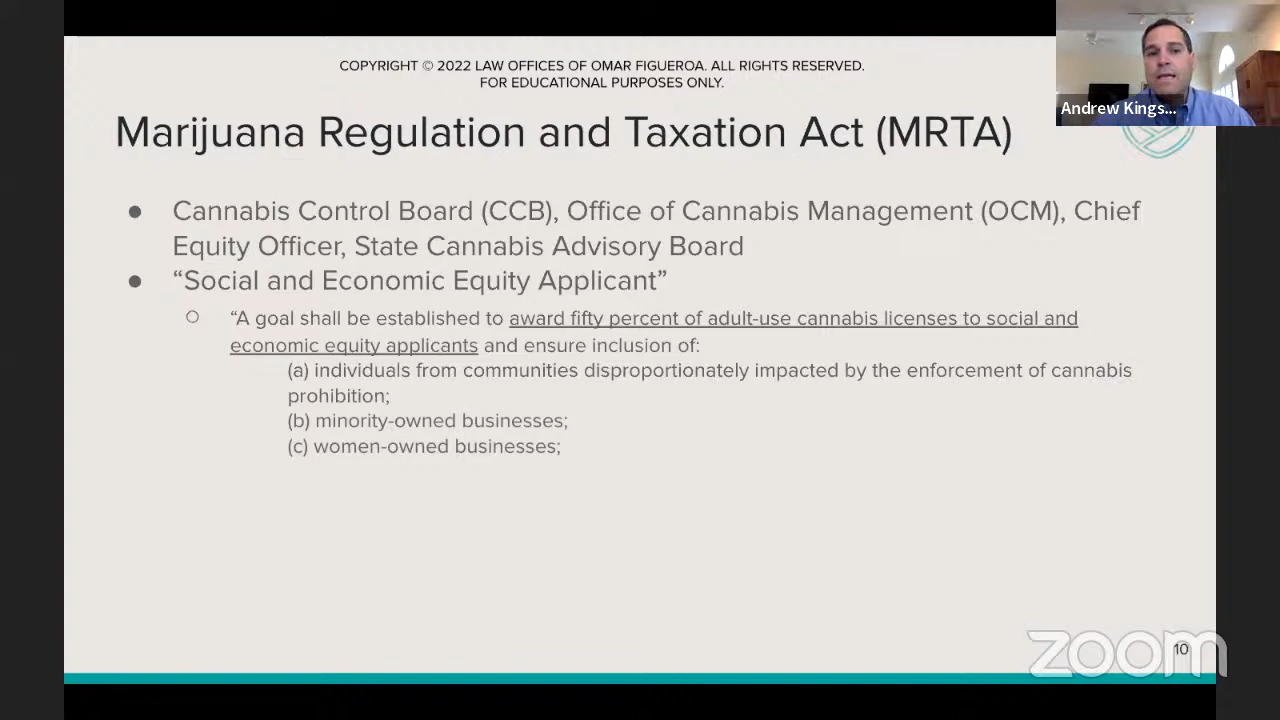 COPYRIGHT © 2022 LAW OFFICES OF OMAR FIGUEROA. ALL RIGHTS RESERVED.
FOR EDUCATIONAL PURPOSES ONLY.
Andrew Kings...
Marijuana Regulation and Taxation Act (MRTA)
● Cannabis Control Board (CCB), Office of Cannabis Management (OCM), Chief
Equity Officer, State Cannabis Advisory Board
● “Social and Economic Equity Applicant”
○ “A goal shall be established to award fifty percent of adult-use cannabis licenses to social and
economic equity applicants and ensure inclusion of:
(a) individuals from communities disproportionately impacted by the enforcement of cannabis
prohibition;
(b) minority-owned businesses;
(c) women-owned businesses;
zoom
10